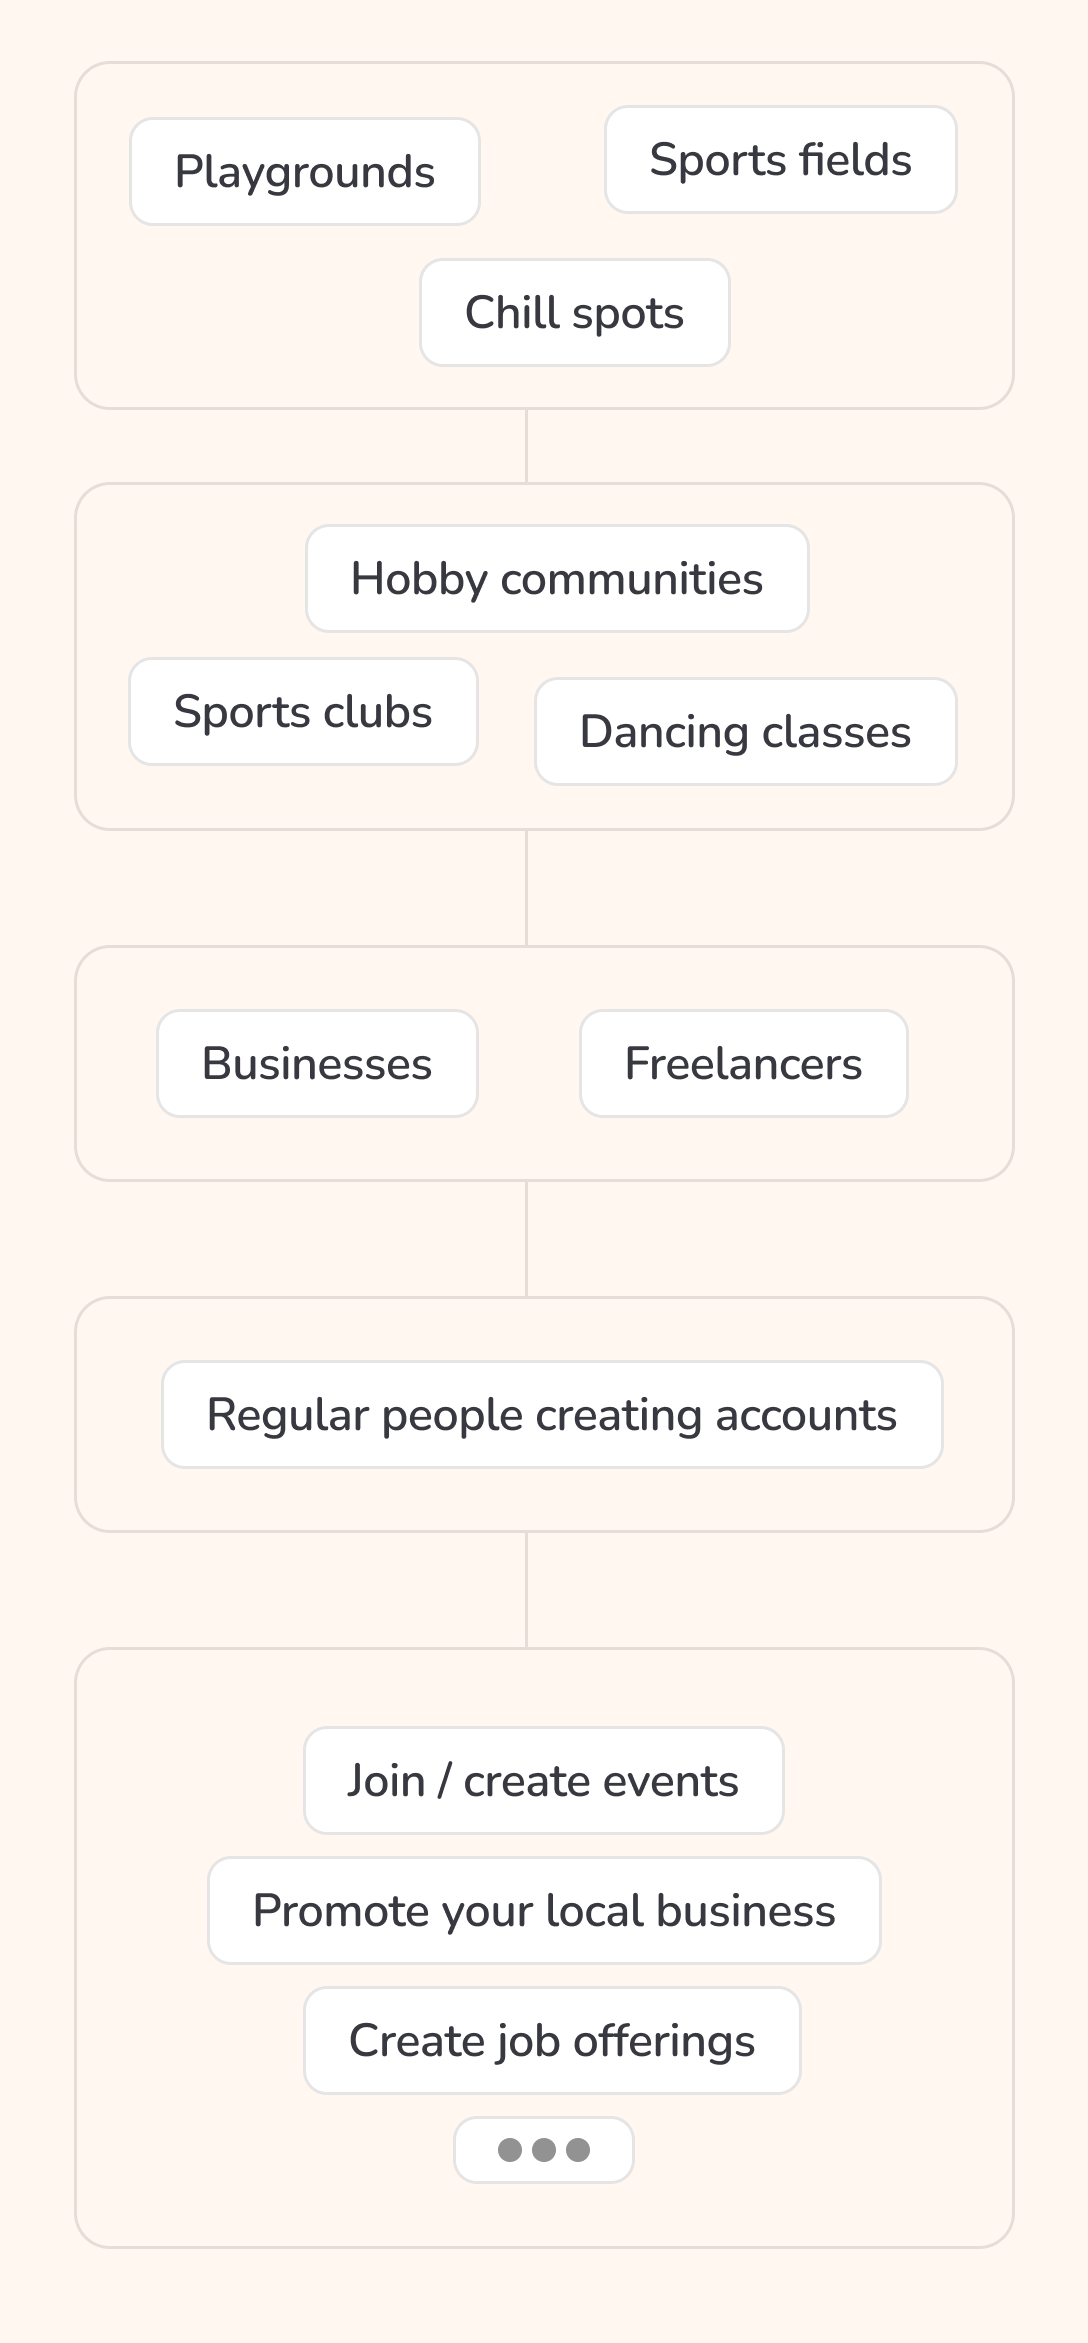 Playgrounds
Sports fields
Chill spots
Hobby communities
Sports clubs
Dancing classes
Businesses
Freelancers
Regular people creating accounts
Join / create events
Promote your local business
Create job offerings